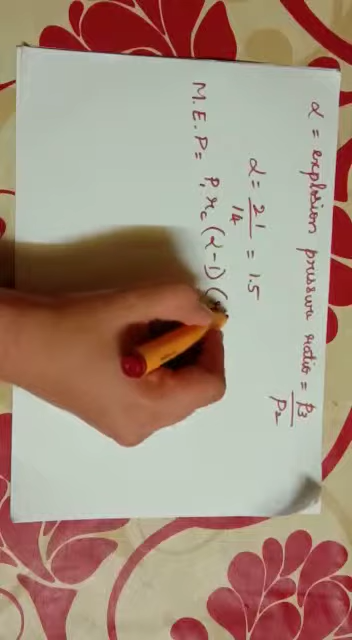 α = explosion pressure ratio = P3/P2
α = 21/14 = 1.5
M.E.P = P1 rc (α-1) (